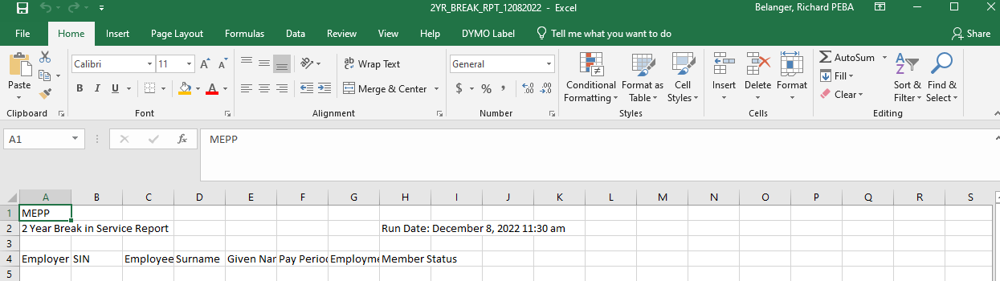 2YR_BREAK_RPT_12082022 - Excel Belanger, Richard PEBA
File Home Insert Page Layout Formulas Data Review View Help DYMO Label Tell me what you want to do Share
Calibri 11 Wrap Text General AutoSum
Fill
Paste B I U A Merge & Center $ % , Conditional Formatting Format as Table Cell Styles Insert Delete Format Clear Sort & Filter Find & Select
Clipboard Font Alignment Number Styles Cells Editing
A1 fx MEPP
A B C D E F G H I J K L M N O P Q R S
1 MEPP
2 2 Year Break in Service Report Run Date: December 8, 2022 11:30 am
3
4 Employer SIN Employee Surname Given Nar Pay Period Employme Member Status
5